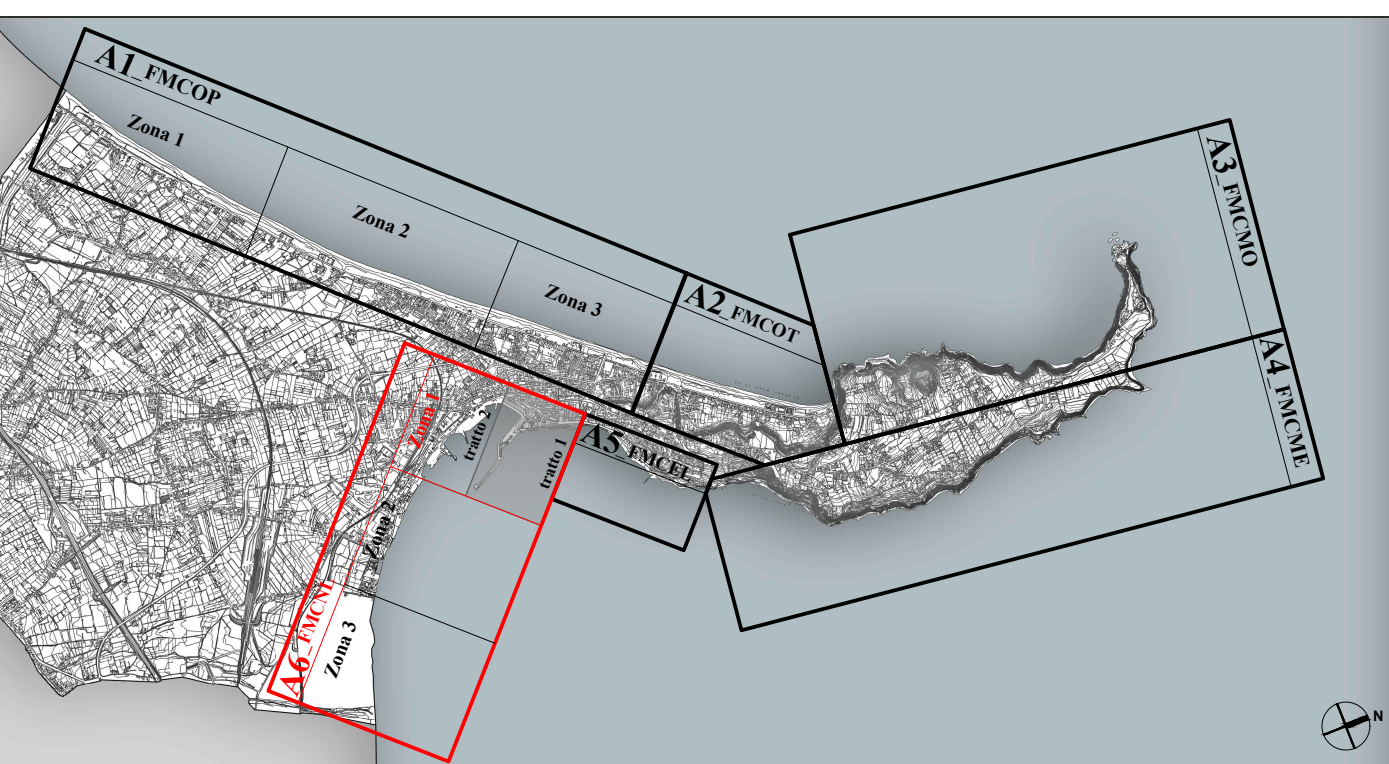 A1_FMCOP
Zona 1
Zona 2
Zona 3
A2_FMCOT
A3_FMCMO
A4_FMCME
A5_FMCEL
Zona 1
tratto 2
tratto 1
Zona 2
A6_FMCNI
Zona 3
N